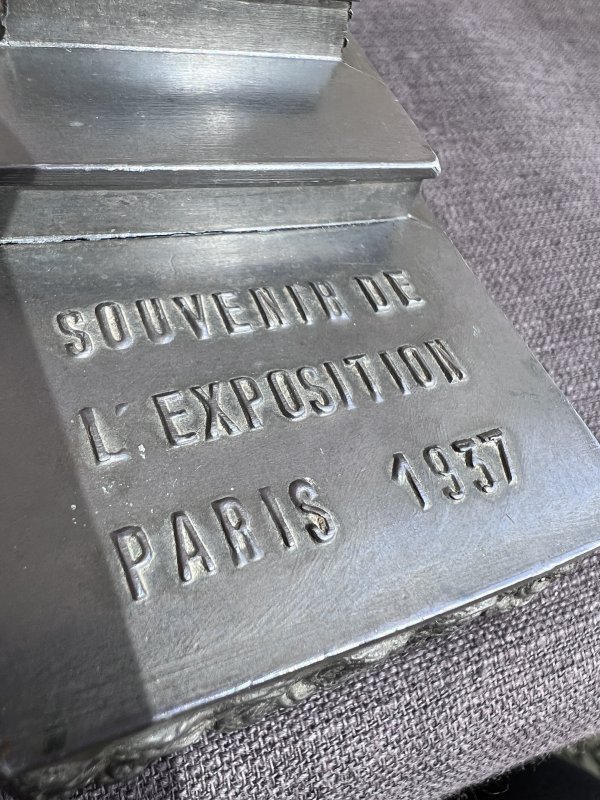 SOUVENIR DE
L'EXPOSITION
PARIS 1937